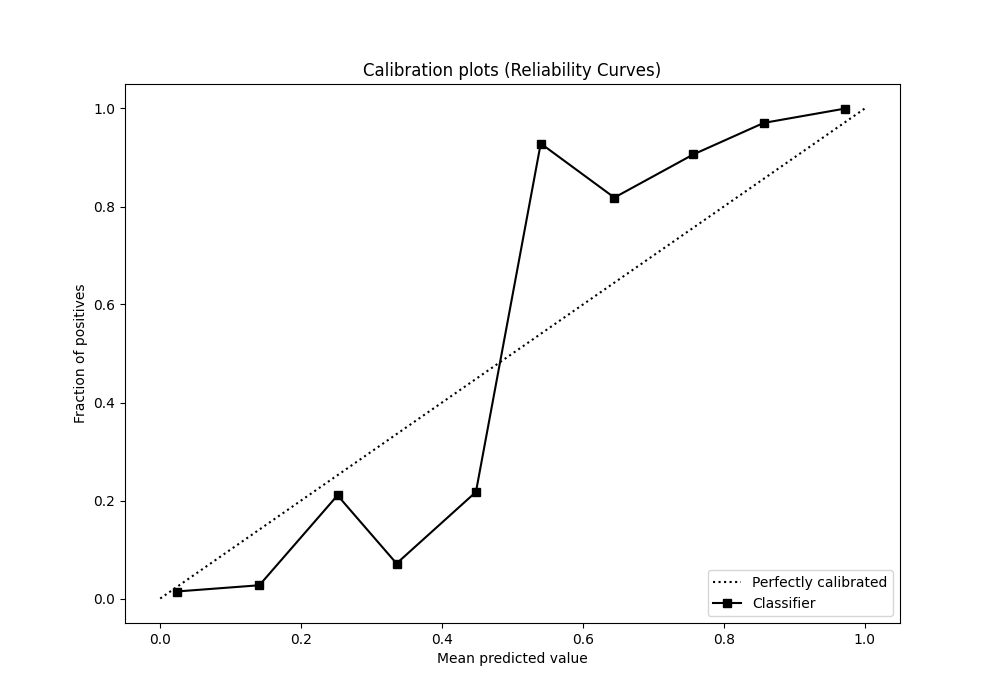 Calibration plots (Reliability Curves)
1.0
0.8
0.6
0.4
0.2
0.0
Fraction of positives
0.0 0.2 0.4 0.6 0.8 1.0
Mean predicted value
Perfectly calibrated
Classifier